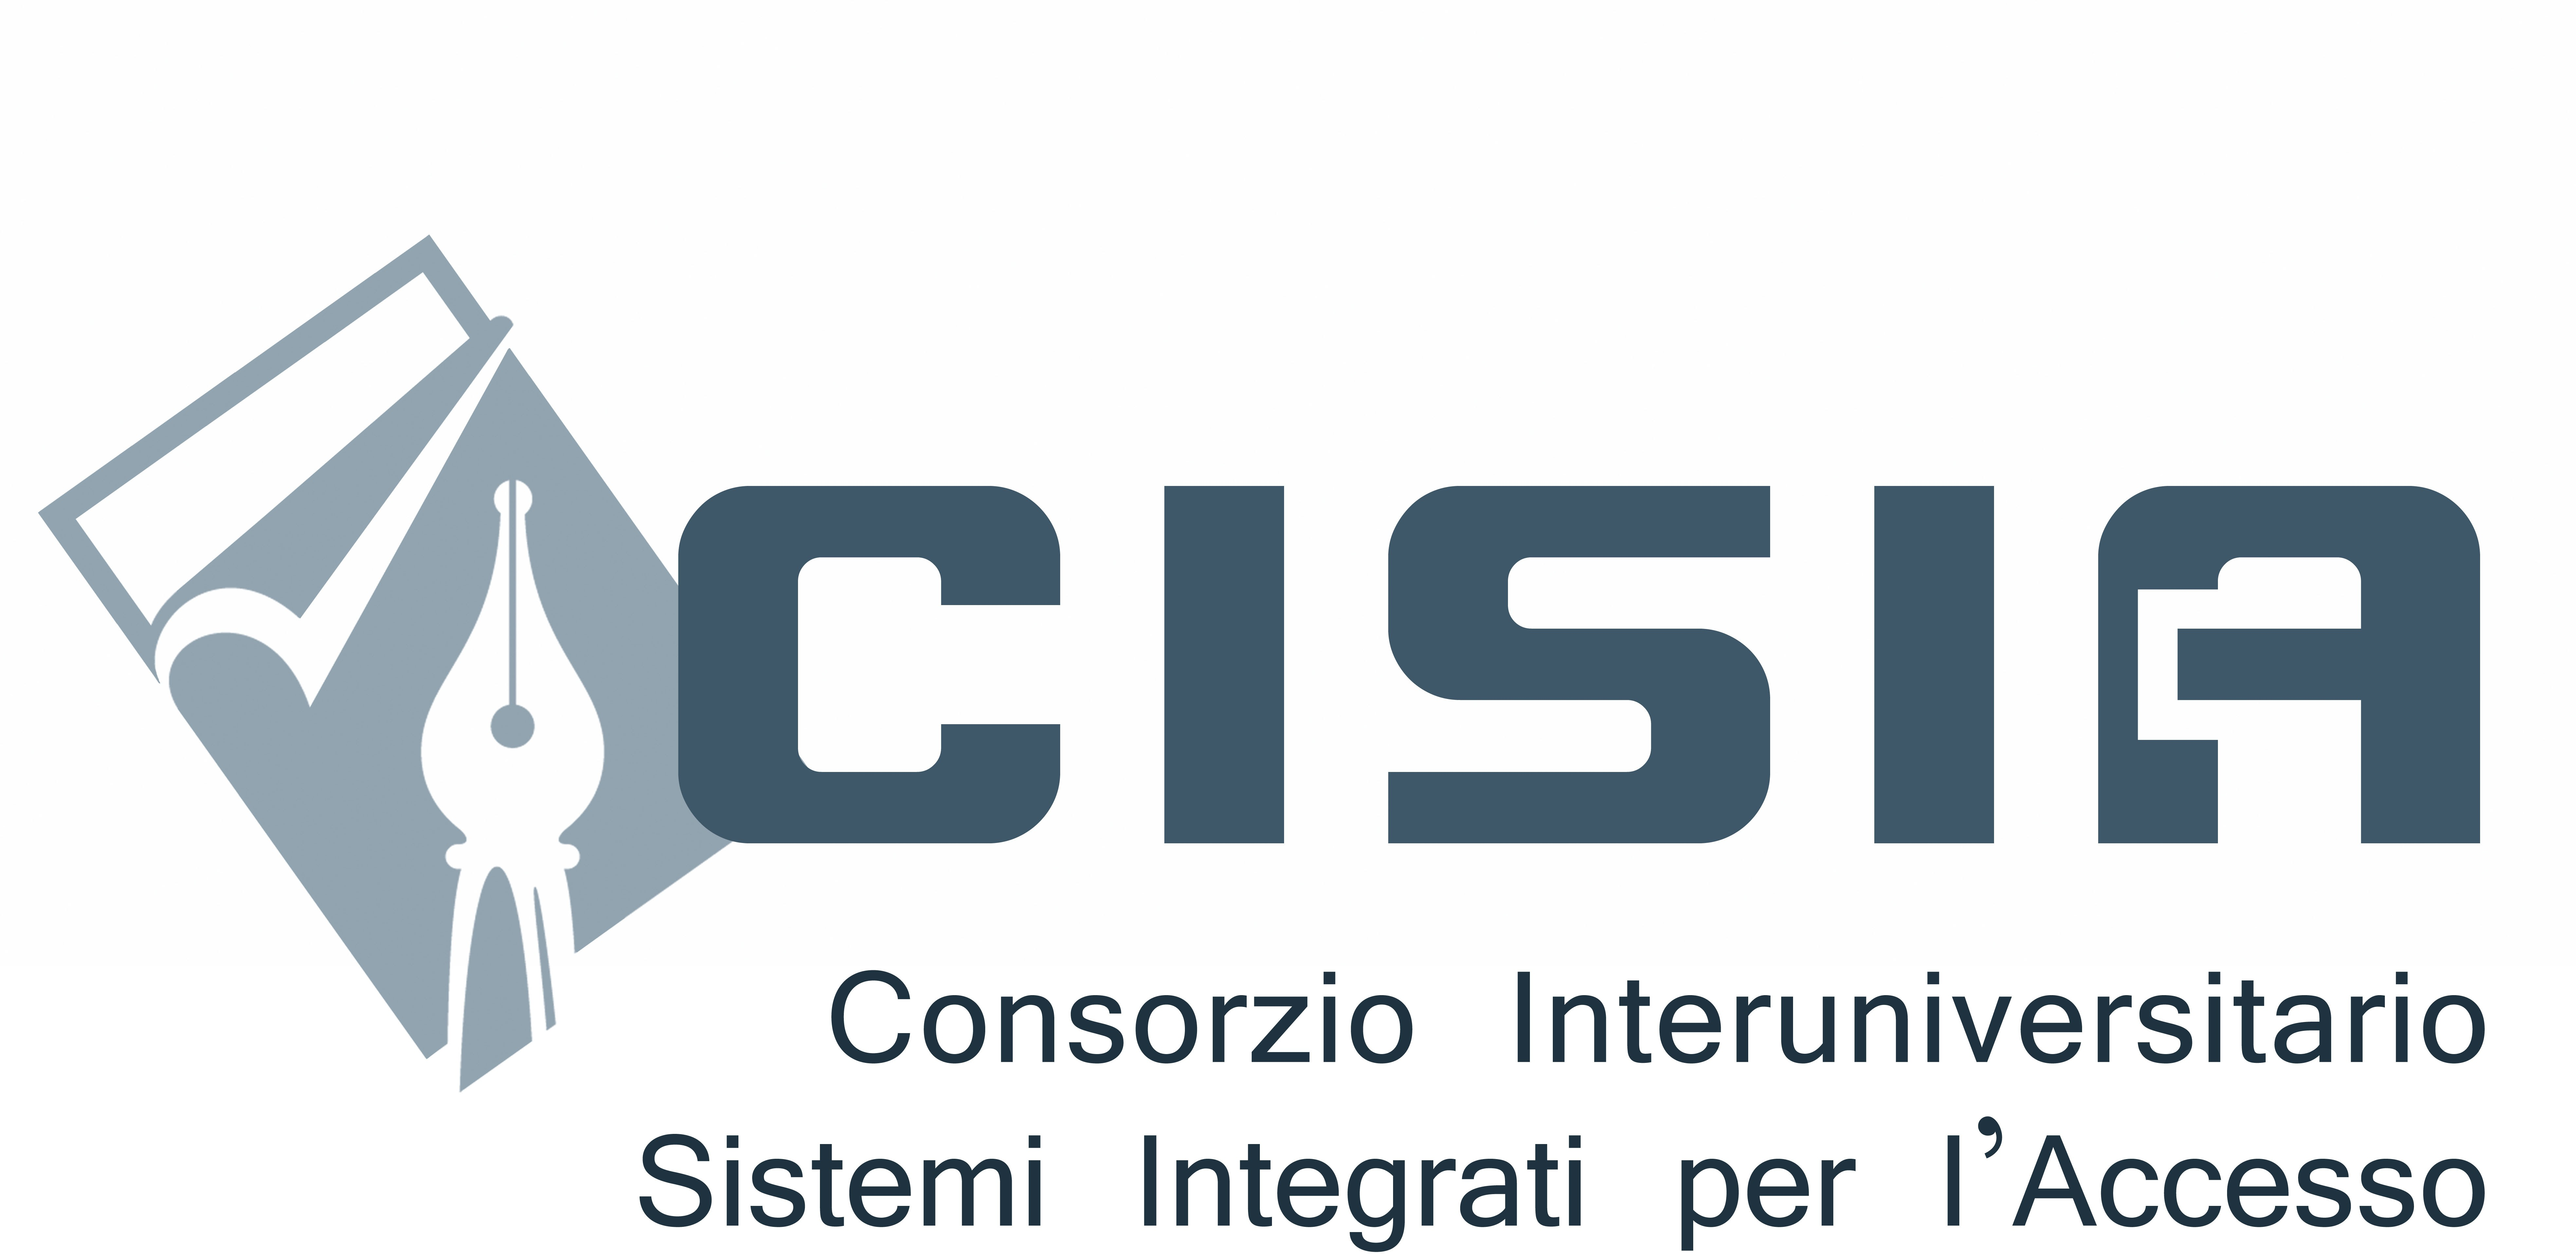 CISIA
Consorzio Interuniversitario
Sistemi Integrati per l’Accesso